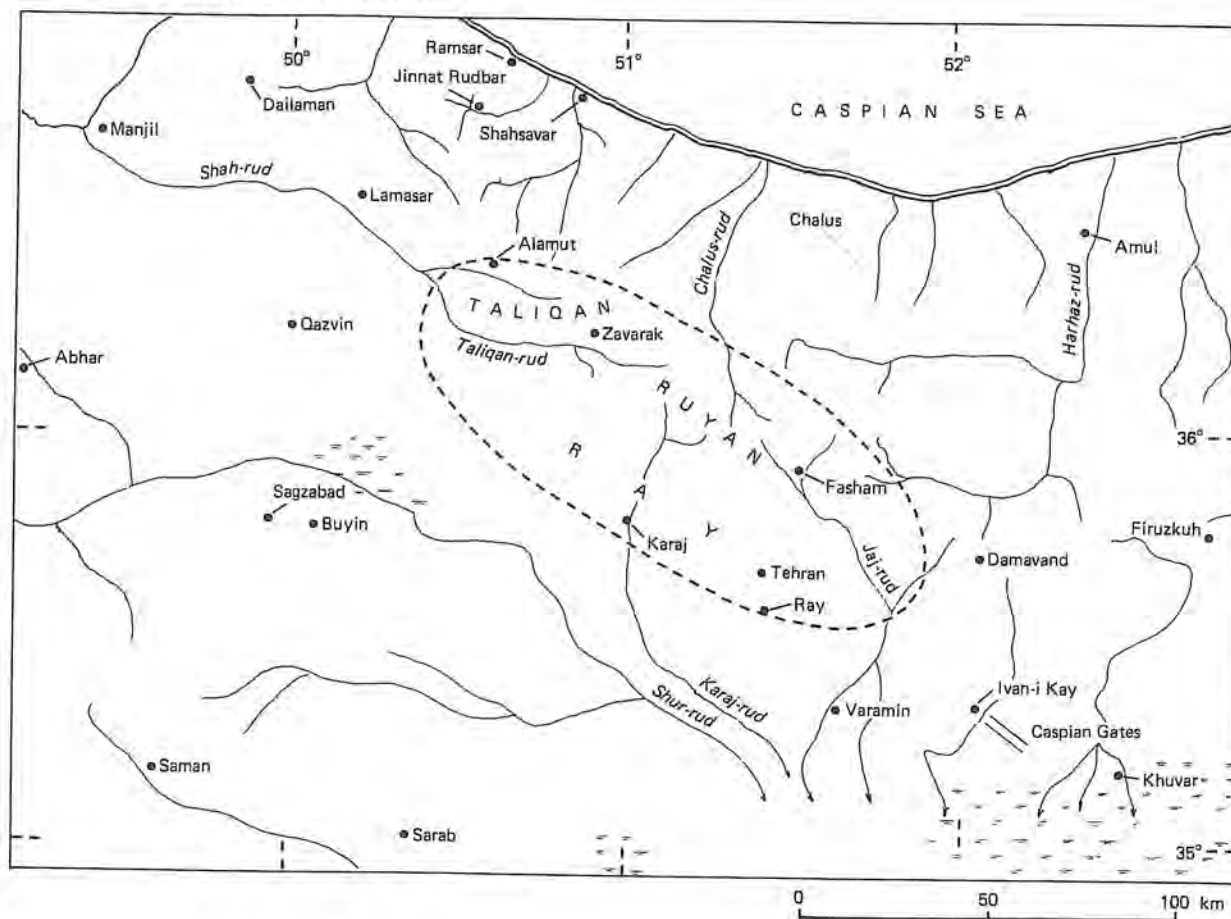 50°
51°
52°
Ramsar
Jinnat Rudbar
Dailaman
CASPIAN SEA
Manjil
Shahsavar
Shah-rud
Lamasar
Chalus-rud
Chalus
Alamut
Amul
TALIQAN
Harhaz-rud
Qazvin
Zavarak
Taliqan-rud
Abhar
RUYAN
36°
RAY
Fasham
Sagzabad
Buyin
Karaj
Firuzkuh
Jaj-rud
Damavand
Tehran
Ray
Karaj-rud
Shur-rud
Ivan-i Kay
Varamin
Caspian Gates
Saman
Khuvar
Sarab
35°
0 50 100 km